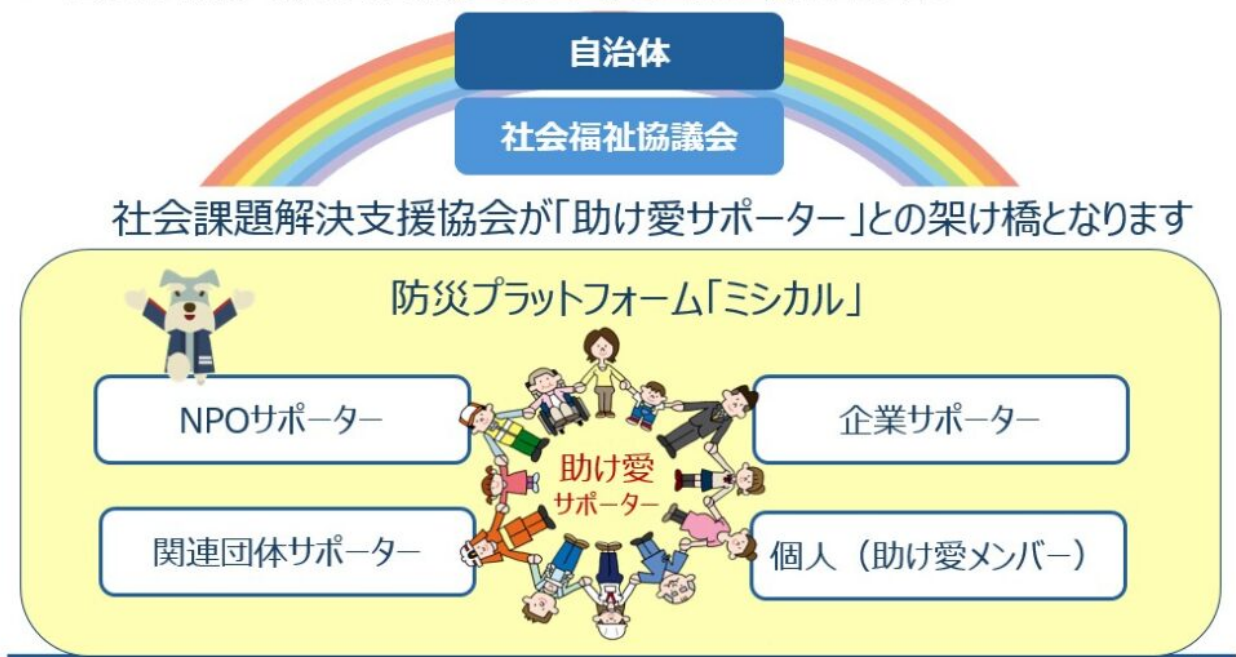 自治体
社会福祉協議会
社会課題解決支援協会が「助け愛サポーター」との架け橋となります
防災プラットフォーム「ミシカル」
NPOサポーター
企業サポーター
助け愛
サポーター
関連団体サポーター
個人（助け愛メンバー）